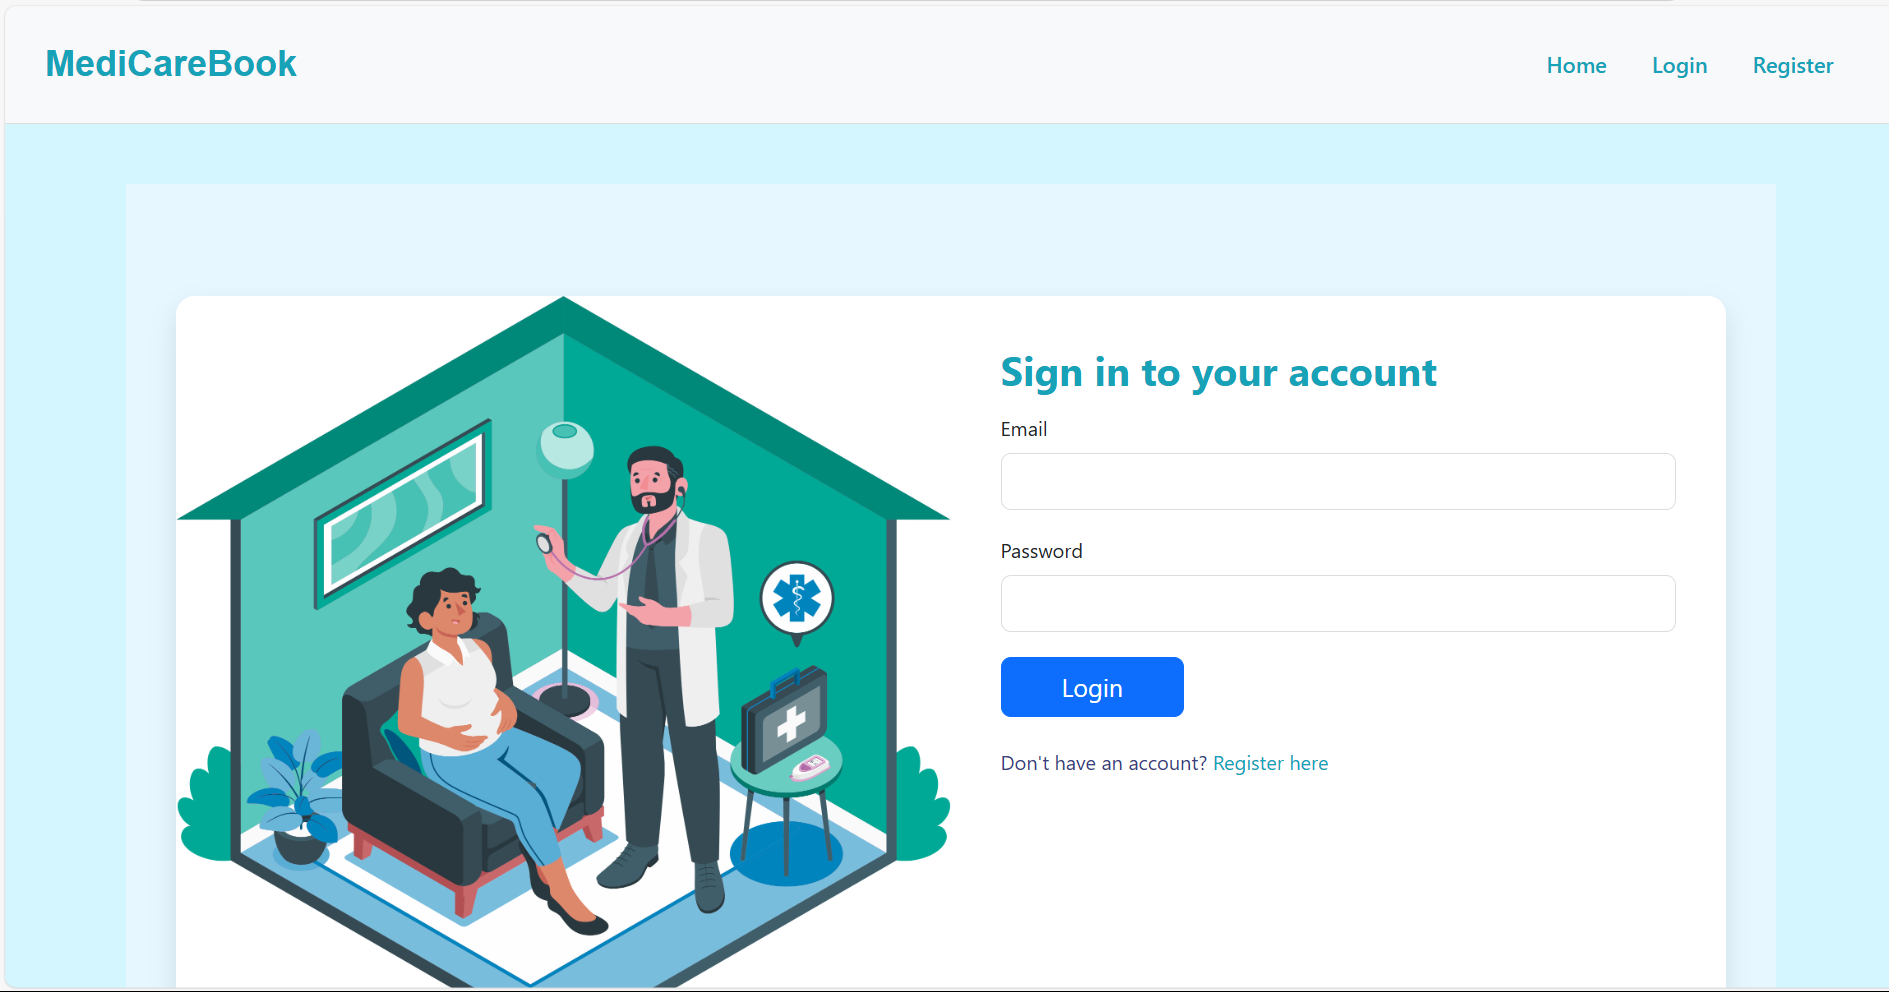 MediCareBook
Home Login Register
Sign in to your account
Email
Password
Login
Don't have an account? Register here